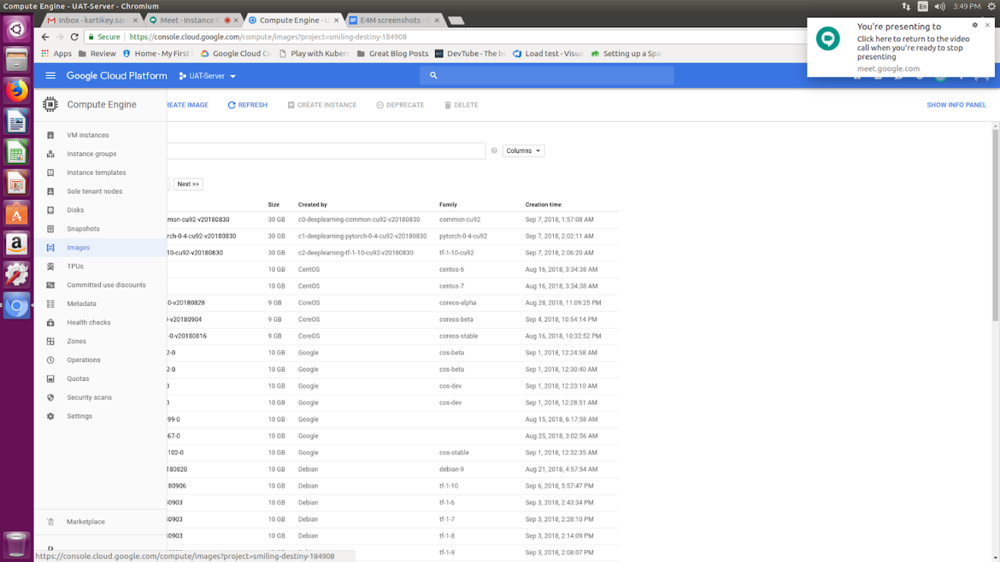 Compute Engine - UAT-Server - Chromium
En
3:49 PM
Inbox - kartikey.sar
Meet - Instance C
Compute Engine - U
E4M screenshots - G
Secure
https://console.cloud.google.com/compute/images?project=smiling-destiny-184908
You're presenting to
Click here to return to the video
call when you're ready to stop
presenting
meet.google.com
Apps
Review
Home - My First
Google Cloud Co
Play with Kubern
Great Blog Posts
DevTube - The be
Load test - Visua
Setting up a Spa
Google Cloud Platform
UAT-Server
Compute Engine
REATE IMAGE
REFRESH
CREATE INSTANCE
DEPRECATE
DELETE
SHOW INFO PANEL
VM instances
Instance groups
Instance templates
Sole tenant nodes
Disks
Snapshots
Images
TPUs
Committed use discounts
Metadata
Health checks
Zones
Operations
Quotas
Security scans
Settings
Marketplace
Columns
Next >>
Size Created by Family Creation time
mon-cu92-v20180830 30 GB c0-deeplearning-common-cu92-v20180830 common-cu92 Sep 7, 2018, 1:57:08 AM
rch-0-4-cu92-v20180830 30 GB c1-deeplearning-pytorch-0-4-cu92-v20180830 pytorch-0-4-cu92 Sep 7, 2018, 2:02:11 AM
10-cu92-v20180830 30 GB c2-deeplearning-tf-1-10-cu92-v20180830 tf-1-10-cu92 Sep 7, 2018, 2:06:20 AM
10 GB CentOS centos-6 Aug 16, 2018, 3:34:38 AM
10 GB CentOS centos-7 Aug 16, 2018, 3:34:38 AM
-0-v20180828 9 GB CoreOS coreos-alpha Aug 28, 2018, 11:09:25 PM
-v20180904 9 GB CoreOS coreos-beta Sep 4, 2018, 10:54:14 PM
-0-v20180816 9 GB CoreOS coreos-stable Aug 16, 2018, 10:32:52 PM
2-0 10 GB Google cos-beta Sep 1, 2018, 12:24:58 AM
2-0 10 GB Google cos-beta Sep 1, 2018, 12:30:40 AM
10 GB Google cos-dev Sep 1, 2018, 12:23:10 AM
10 GB Google cos-dev Sep 1, 2018, 12:28:51 AM
99-0 10 GB Google Aug 15, 2018, 6:17:58 AM
67-0 10 GB Google Aug 25, 2018, 3:02:56 AM
-102-0 10 GB Google cos-stable Sep 1, 2018, 12:32:35 AM
180820 10 GB Debian debian-9 Aug 21, 2018, 4:57:54 AM
180906 10 GB Debian tf-1-10 Sep 6, 2018, 5:57:47 PM
0903 10 GB Debian tf-1-6 Sep 3, 2018, 2:43:34 PM
0903 10 GB Debian tf-1-7 Sep 3, 2018, 2:28:10 PM
0903 10 GB Debian tf-1-8 Sep 3, 2018, 2:14:09 PM
10 GB Debian tf-1-9 Sep 3, 2018, 2:08:07 PM
https://console.cloud.google.com/compute/images?project=smiling-destiny-184908